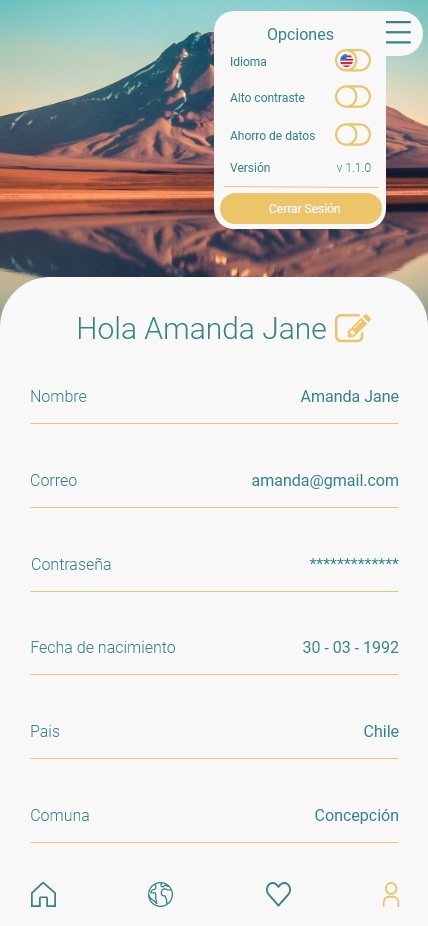 Opciones
Idioma
Alto contraste
Ahorro de datos
Versión v 1.1.0
Cerrar Sesión
Hola Amanda Jane
Nombre Amanda Jane
Correo amanda@gmail.com
Contraseña *************
Fecha de nacimiento 30 - 03 - 1992
Pais Chile
Comuna Concepción